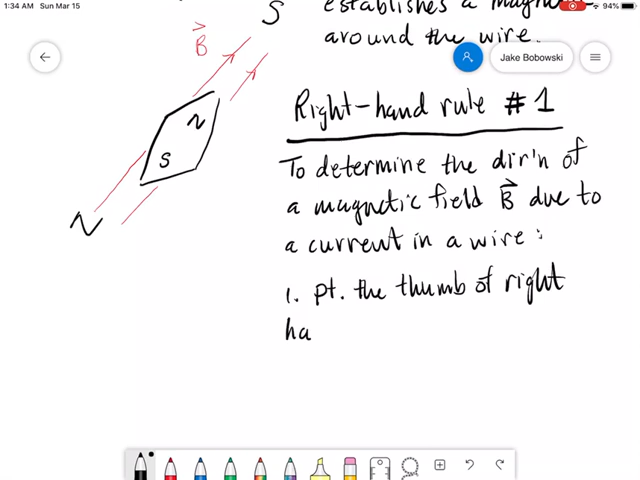 1:34 AM Sun Mar 15
94%
S
establishes a magne
around the wire.
B
Jake Bobowski
Right-hand rule #1
N
S
N
To determine the dir'n of
a magnetic field B due to
a current in a wire:
1. pt. the thumb of right
ha